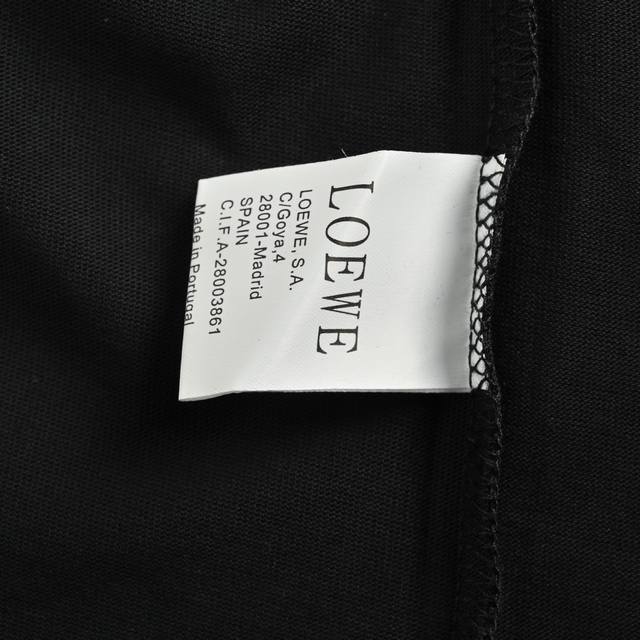 LOEWE
LOEWE, S.A.
C/Goya,4
28001-Madrid
SPAIN
C.I.F.A-28003861
Made in Portugal